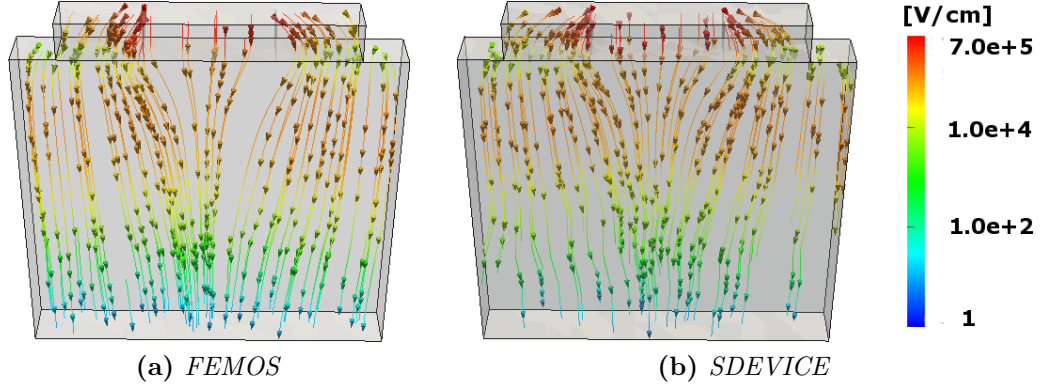 [V/cm]
7.0e+5
1.0e+4
1.0e+2
1
(a) FEMOS
(b) SDEVICE